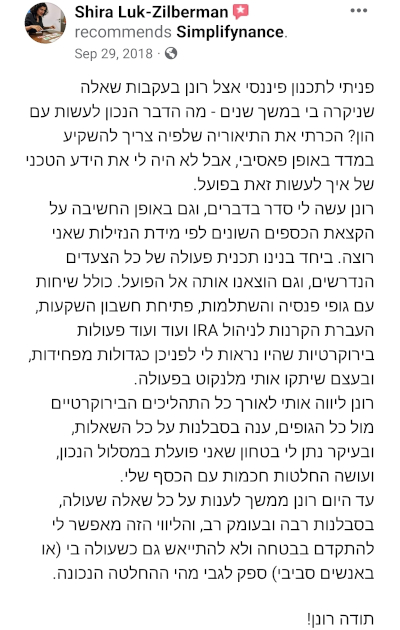 Shira Luk-Zilberman
recommends Simplifynance.
Sep 29, 2018 ·
פניתי לתכנון פיננסי אצל רונן בעקבות שאלה
שניקרה בי במשך שנים - מה הדבר הנכון לעשות עם
הון? הכרתי את התיאוריה שלפיה צריך להשקיע
במדד באופן פאסיבי, אבל לא היה לי את הידע הטכני
של איך לעשות זאת בפועל.
רונן עשה לי סדר בדברים, וגם באופן החשיבה על
הקצאת הכספים השונים לפי מידת הנזילות שאני
רוצה. ביחד בנינו תכנית פעולה של כל הצעדים
הנדרשים, וגם הוצאנו אותה אל הפועל. כולל שיחות
עם גופי פנסיה והשתלמות, פתיחת חשבון השקעות,
העברת הקרנות לניהול IRA ועוד ועוד פעולות
בירוקרטיות שהיו נראות לי לפניכן כגדולות מפחידות,
ובעצם שיתקו אותי מלנקוט בפעולה.
רונן ליווה אותי לאורך כל התהליכים הבירוקרטיים
מול כל הגופים, ענה בסבלנות על כל השאלות,
ובעיקר נתן לי בטחון שאני פועלת במסלול הנכון,
ועושה החלטות חכמות עם הכסף שלי.
עד היום רונן ממשך לענות על כל שאלה שעולה,
בסבלנות רבה ובעומק רב, והליווי הזה מאפשר לי
להתקדם בבטחה ולא להתייאש גם כשעולה בי (או
באנשים סביבי) ספק לגבי מהי ההחלטה הנכונה.
תודה רונן!